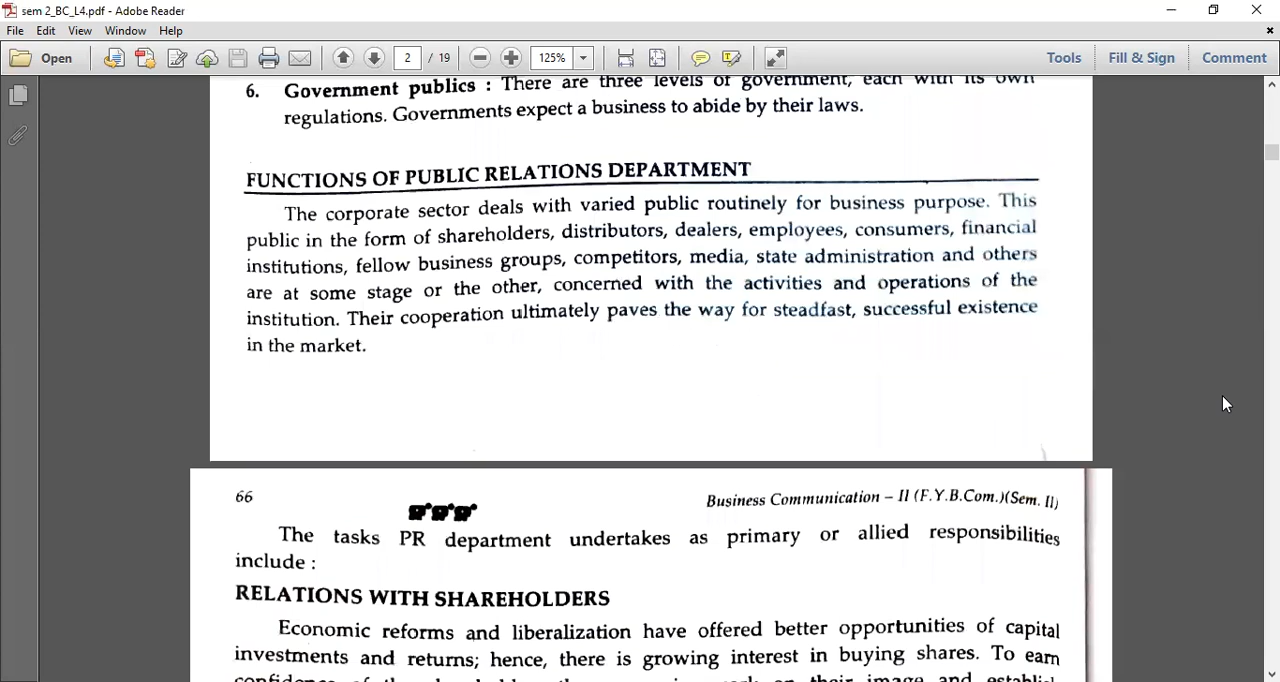 sem 2_BC_L4.pdf - Adobe Reader
File Edit View Window Help
Open 2 / 19 125% Tools Fill & Sign Comment
6. Government publics : There are three levels of government, each with its own
regulations. Governments expect a business to abide by their laws.
FUNCTIONS OF PUBLIC RELATIONS DEPARTMENT
The corporate sector deals with varied public routinely for business purpose. This
public in the form of shareholders, distributors, dealers, employees, consumers, financial
institutions, fellow business groups, competitors, media, state administration and others
are at some stage or the other, concerned with the activities and operations of the
institution. Their cooperation ultimately paves the way for steadfast, successful existence
in the market.
66 Business Communication – II (F.Y.B.Com.)(Sem. II)
The tasks PR department undertakes as primary or allied responsibilities
include :
RELATIONS WITH SHAREHOLDERS
Economic reforms and liberalization have offered better opportunities of capital
investments and returns; hence, there is growing interest in buying shares. To earn